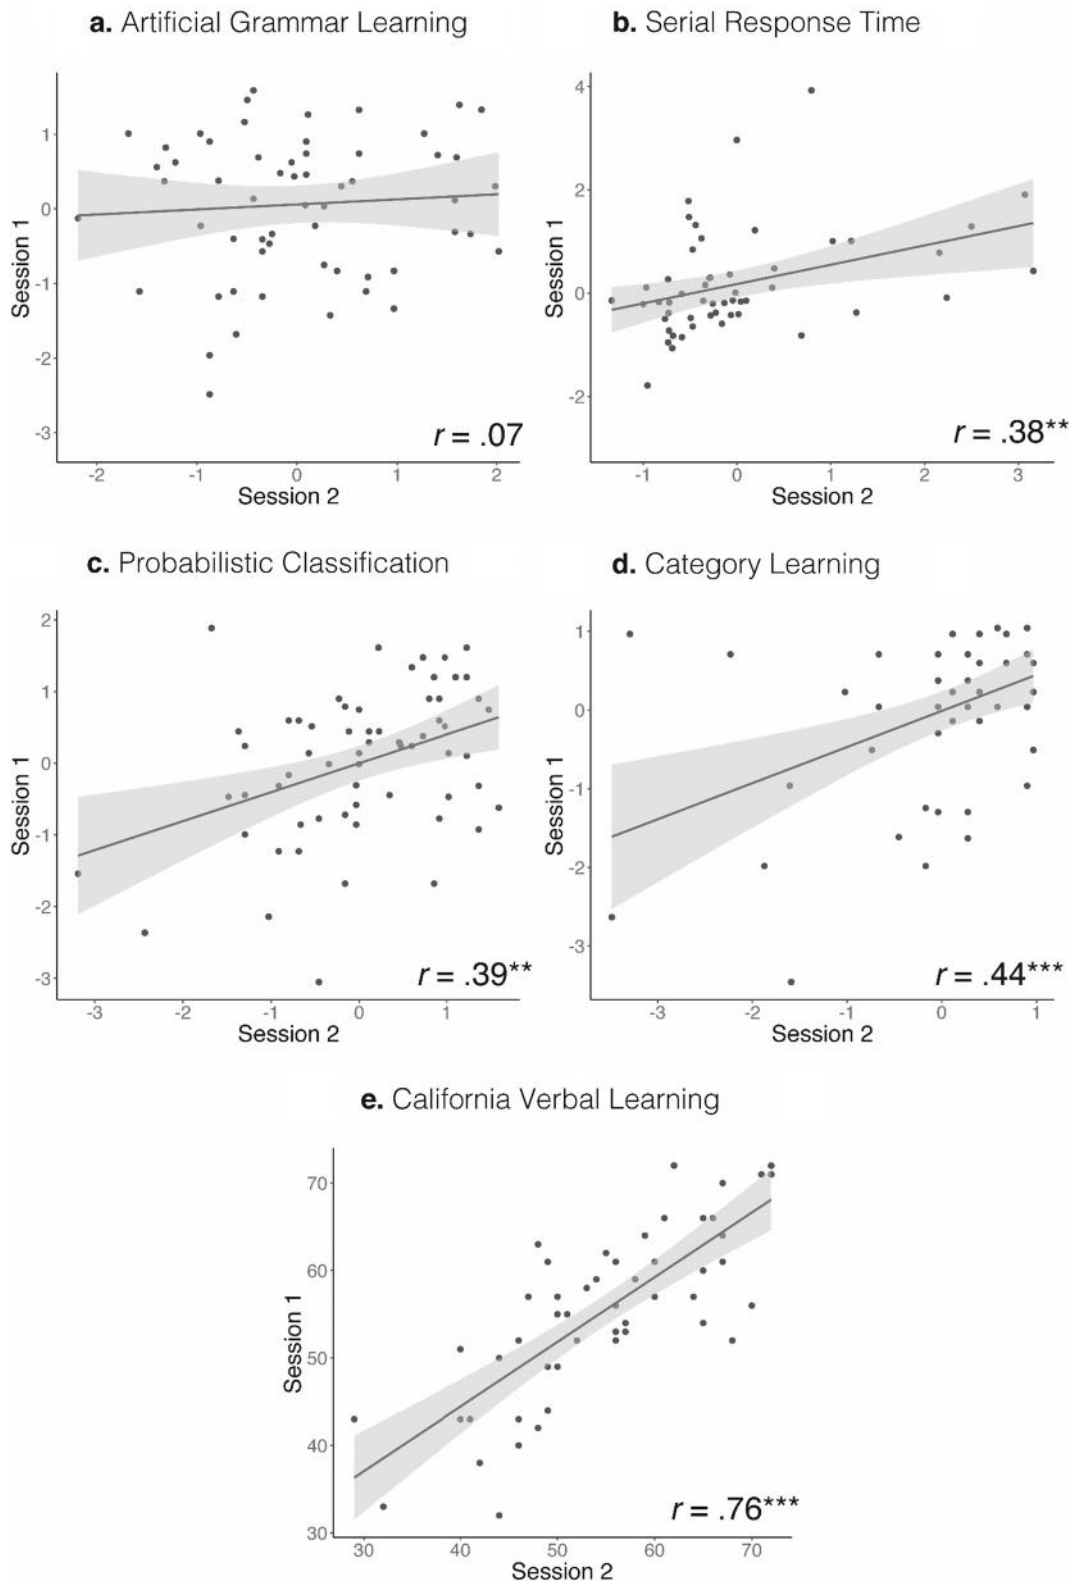 a. Artificial Grammar Learning
b. Serial Response Time
Session 1
1
0
-1
-2
-3
r = .07
-2 -1 0 1 2
Session 2
Session 1
4
2
0
-2
r = .38**
-1 0 1 2 3
Session 2
c. Probabilistic Classification
d. Category Learning
Session 1
2
1
0
-1
-2
-3
r = .39**
-3 -2 -1 0 1
Session 2
Session 1
1
0
-1
-2
-3
r = .44***
-3 -2 -1 0 1
Session 2
e. California Verbal Learning
Session 1
70
60
50
40
30
r = .76***
30 40 50 60 70
Session 2